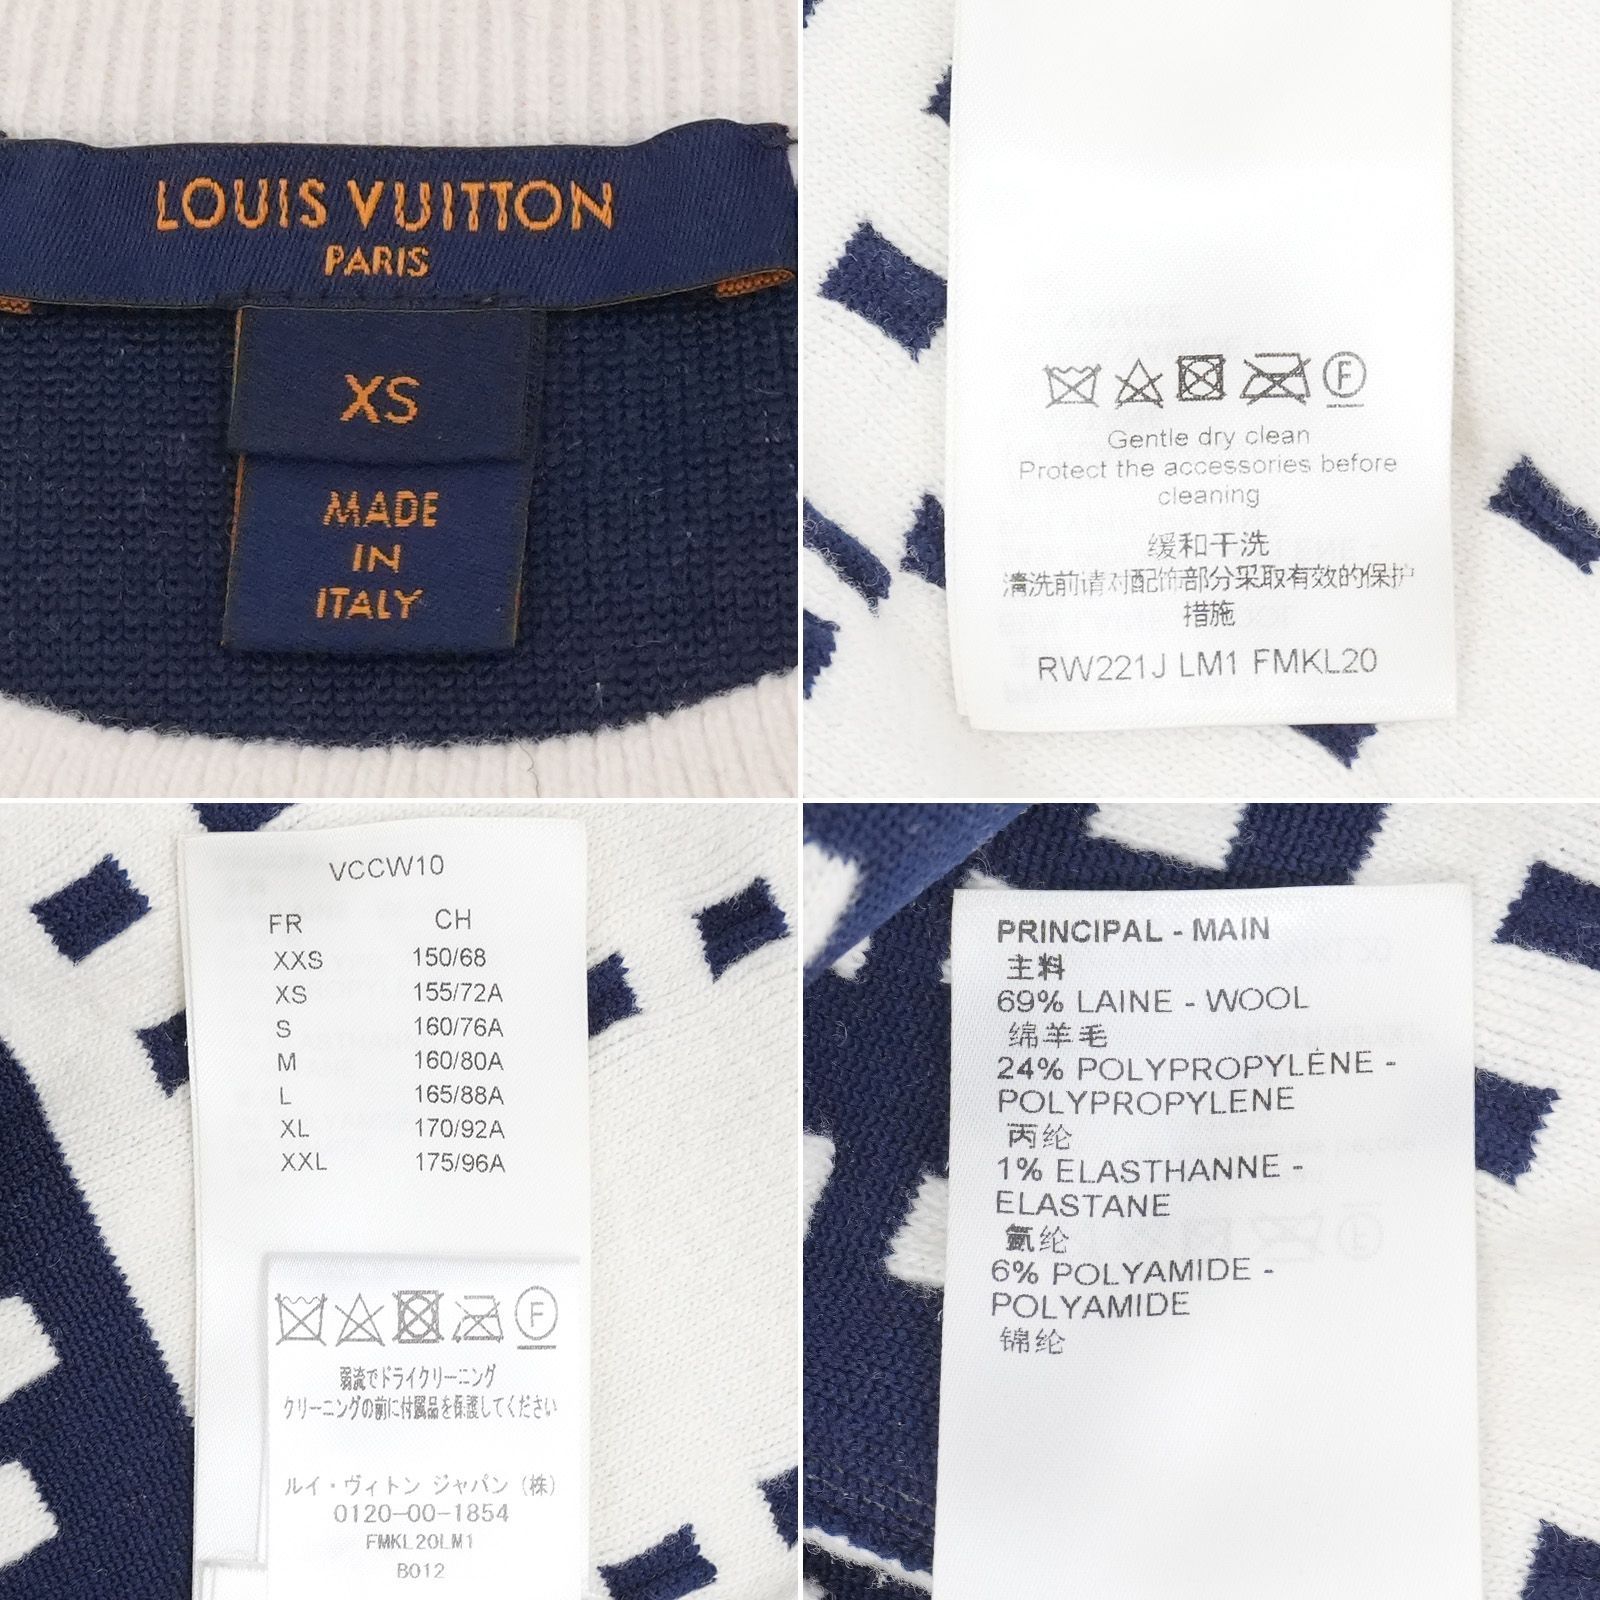 LOUIS VUITTON
PARIS
XS
MADE
IN
ITALY
Gentle dry clean
Protect the accessories before
cleaning
缓和干洗
清洗前请对配饰部分采取有效的保护
措施
RW221J LM1 FMKL20
VCCW10
FR CH
XXS 150/68
XS 155/72A
S 160/76A
M 160/80A
L 165/88A
XL 170/92A
XXL 175/96A
F
弱流でドライクリーニング
クリーニングの前に付属品を保護してください
ルイ・ヴィトン ジャパン (株)
0120-00-1854
FMKL20LM1
B012
PRINCIPAL - MAIN
主料
69% LAINE - WOOL
绵羊毛
24% POLYPROPYLÈNE -
POLYPROPYLENE
丙纶
1% ELASTHANNE -
ELASTANE
氨纶
6% POLYAMIDE -
POLYAMIDE
锦纶